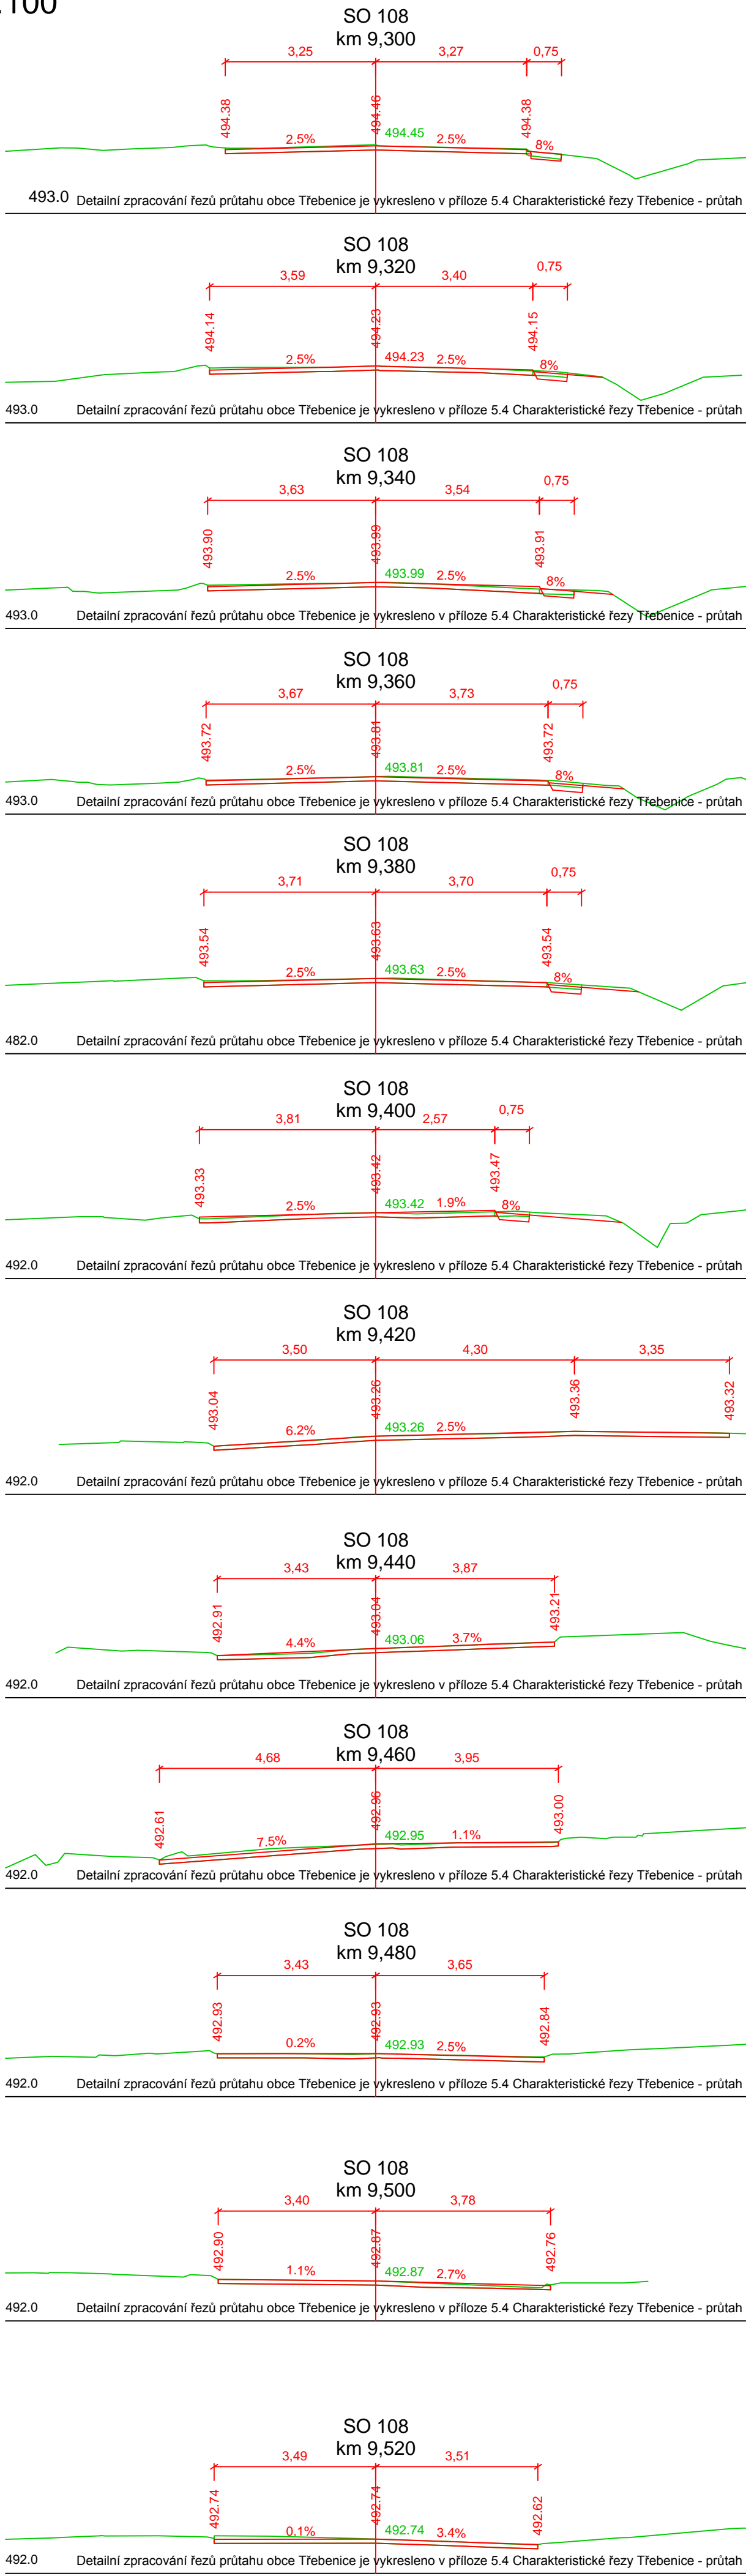 :100
SO 108
km 9,300
3,25 3,27 0,75
494.38 494.46 494.38
2.5% 494.45 2.5% 8%
493.0 Detailní zpracování řezů průtahu obce Třebenice je vykresleno v příloze 5.4 Charakteristické řezy Třebenice - průtah
SO 108
km 9,320
3,59 3,40 0,75
494.14 494.23 494.15
2.5% 494.23 2.5% 8%
493.0 Detailní zpracování řezů průtahu obce Třebenice je vykresleno v příloze 5.4 Charakteristické řezy Třebenice - průtah
SO 108
km 9,340
3,63 3,54 0,75
493.90 493.99 493.91
2.5% 493.99 2.5% 8%
493.0 Detailní zpracování řezů průtahu obce Třebenice je vykresleno v příloze 5.4 Charakteristické řezy Třebenice - průtah
SO 108
km 9,360
3,67 3,73 0,75
493.72 493.81 493.72
2.5% 493.81 2.5% 8%
493.0 Detailní zpracování řezů průtahu obce Třebenice je vykresleno v příloze 5.4 Charakteristické řezy Třebenice - průtah
SO 108
km 9,380
3,71 3,70 0,75
493.54 493.63 493.54
2.5% 493.63 2.5% 8%
482.0 Detailní zpracování řezů průtahu obce Třebenice je vykresleno v příloze 5.4 Charakteristické řezy Třebenice - průtah
SO 108
km 9,400
3,81 2,57 0,75
493.33 493.42 493.47
2.5% 493.42 1.9% 8%
492.0 Detailní zpracování řezů průtahu obce Třebenice je vykresleno v příloze 5.4 Charakteristické řezy Třebenice - průtah
SO 108
km 9,420
3,50 4,30 3,35
493.04 493.26 493.36 493.32
6.2% 493.26 2.5%
492.0 Detailní zpracování řezů průtahu obce Třebenice je vykresleno v příloze 5.4 Charakteristické řezy Třebenice - průtah
SO 108
km 9,440
3,43 3,87
492.91 493.04 493.21
4.4% 493.06 3.7%
492.0 Detailní zpracování řezů průtahu obce Třebenice je vykresleno v příloze 5.4 Charakteristické řezy Třebenice - průtah
SO 108
km 9,460
4,68 3,95
492.61 492.96 493.00
7.5% 492.95 1.1%
492.0 Detailní zpracování řezů průtahu obce Třebenice je vykresleno v příloze 5.4 Charakteristické řezy Třebenice - průtah
SO 108
km 9,480
3,43 3,65
492.93 492.93 492.84
0.2% 492.93 2.5%
492.0 Detailní zpracování řezů průtahu obce Třebenice je vykresleno v příloze 5.4 Charakteristické řezy Třebenice - průtah
SO 108
km 9,500
3,40 3,78
492.90 492.87 492.76
1.1% 492.87 2.7%
492.0 Detailní zpracování řezů průtahu obce Třebenice je vykresleno v příloze 5.4 Charakteristické řezy Třebenice - průtah
SO 108
km 9,520
3,49 3,51
492.74 492.74 492.62
0.1% 492.74 3.4%
492.0 Detailní zpracování řezů průtahu obce Třebenice je vykresleno v příloze 5.4 Charakteristické řezy Třebenice - průtah